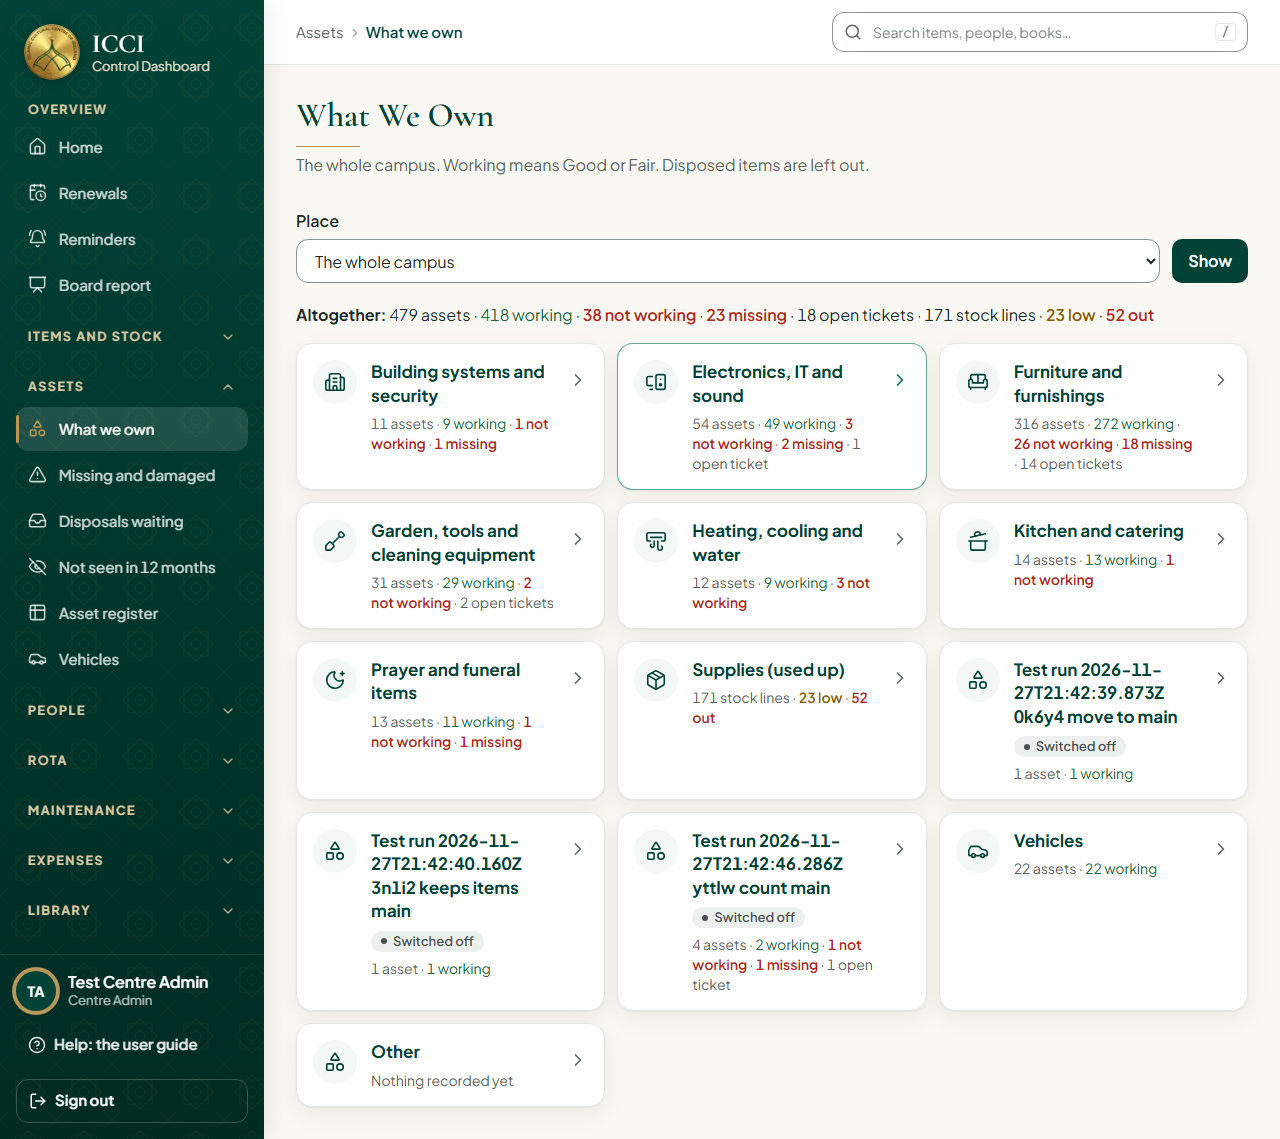 ICCI
Control Dashboard
OVERVIEW
Home
Renewals
Reminders
Board report
ITEMS AND STOCK
ASSETS
What we own
Missing and damaged
Disposals waiting
Not seen in 12 months
Asset register
Vehicles
PEOPLE
ROTA
MAINTENANCE
EXPENSES
LIBRARY
TA
Test Centre Admin
Centre Admin
Help: the user guide
Sign out
Assets > What we own
Search items, people, books... /
What We Own
The whole campus. Working means Good or Fair. Disposed items are left out.
Place
The whole campus
Show
Altogether: 479 assets · 418 working · 38 not working · 23 missing · 18 open tickets · 171 stock lines · 23 low · 52 out
Building systems and
security
11 assets · 9 working · 1 not
working · 1 missing
Electronics, IT and
sound
54 assets · 49 working · 3
not working · 2 missing · 1
open ticket
Furniture and
furnishings
316 assets · 272 working ·
26 not working · 18 missing
· 14 open tickets
Garden, tools and
cleaning equipment
31 assets · 29 working · 2
not working · 2 open tickets
Heating, cooling and
water
12 assets · 9 working · 3 not
working
Kitchen and catering
14 assets · 13 working · 1
not working
Prayer and funeral
items
13 assets · 11 working · 1
not working · 1 missing
Supplies (used up)
171 stock lines · 23 low · 52
out
Test run 2026-11-
27T21:42:39.873Z
0k6y4 move to main
Switched off
1 asset · 1 working
Test run 2026-11-
27T21:42:40.160Z
3n1i2 keeps items
main
Switched off
1 asset · 1 working
Test run 2026-11-
27T21:42:46.286Z
yttlw count main
Switched off
4 assets · 2 working · 1 not
working · 1 missing · 1 open
ticket
Vehicles
22 assets · 22 working
Other
Nothing recorded yet